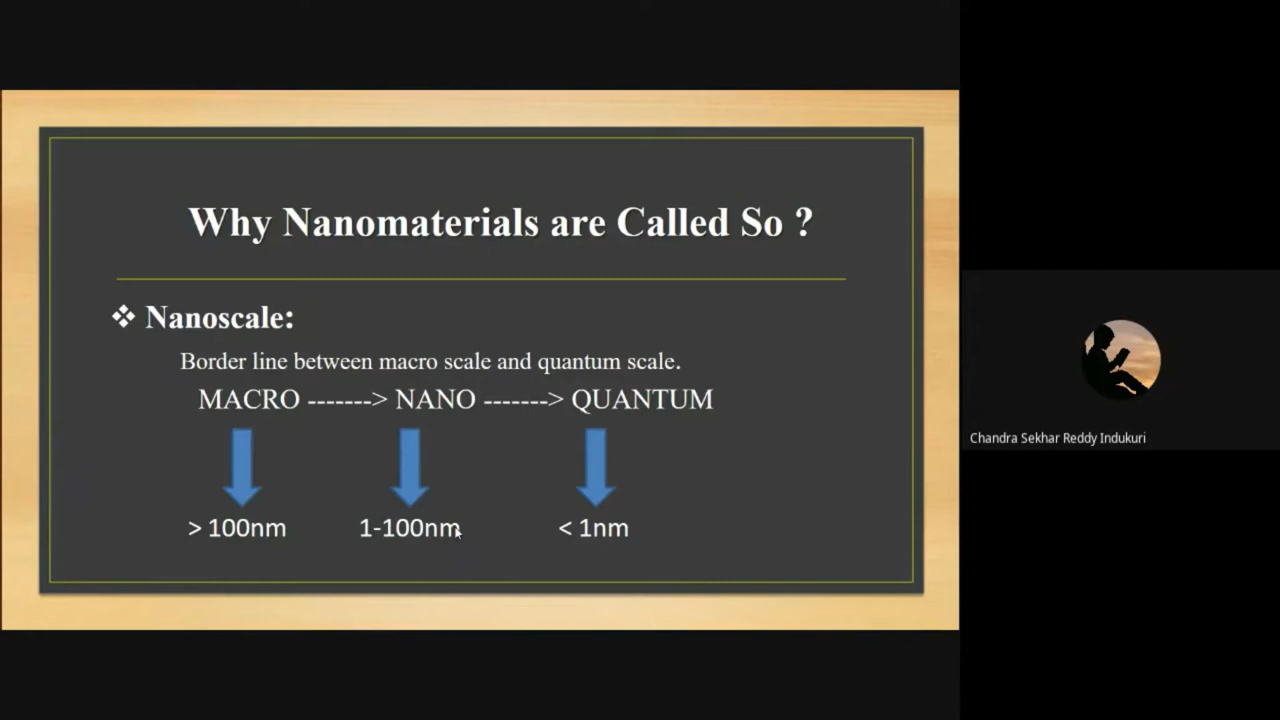 Why Nanomaterials are Called So ?
❖ Nanoscale:
Border line between macro scale and quantum scale.
MACRO -------> NANO -------> QUANTUM
> 100nm 1-100nm < 1nm
Chandra Sekhar Reddy Indukuri